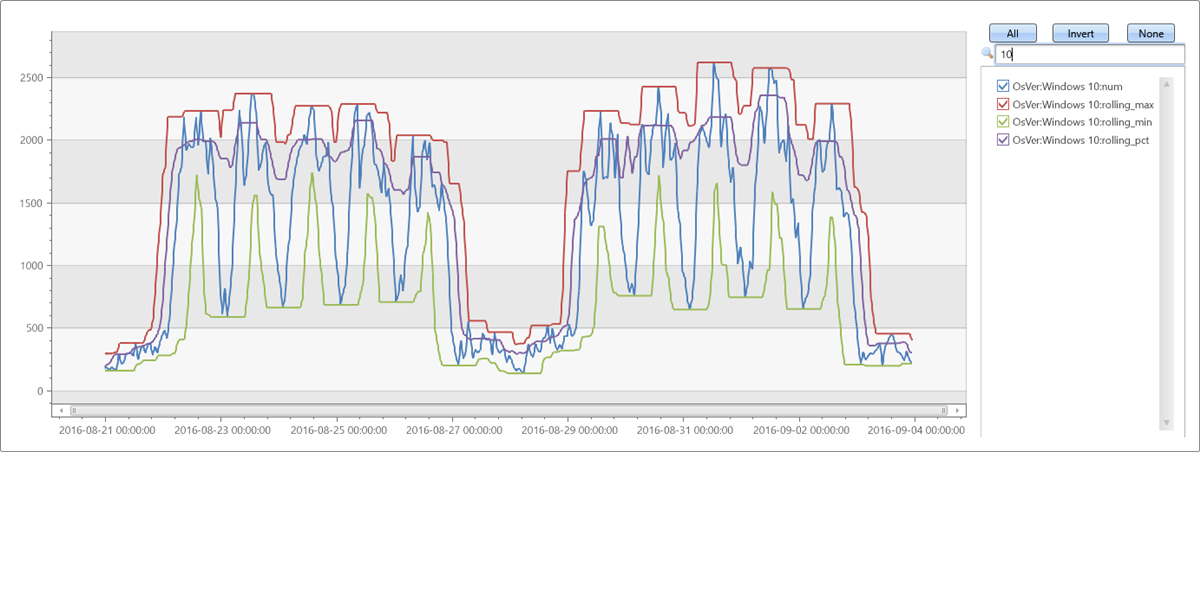 All Invert None
10
OsVer:Windows 10:num
OsVer:Windows 10:rolling_max
OsVer:Windows 10:rolling_min
OsVer:Windows 10:rolling_pct
2500
2000
1500
1000
500
0
2016-08-21 00:00:00 2016-08-23 00:00:00 2016-08-25 00:00:00 2016-08-27 00:00:00 2016-08-29 00:00:00 2016-08-31 00:00:00 2016-09-02 00:00:00 2016-09-04 00:00:00